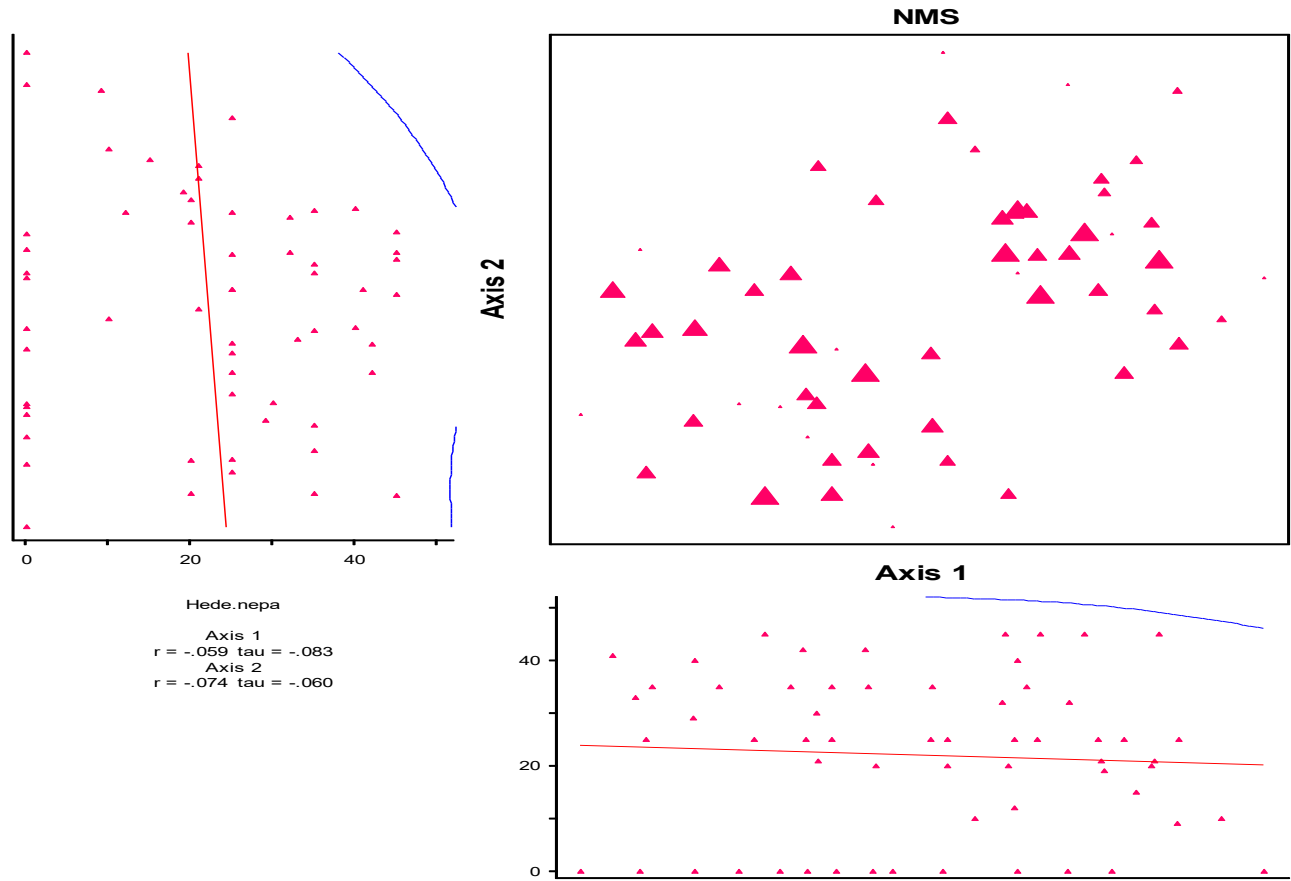 NMS
Axis 2
0 20 40
Axis 1
Hede.nepa
Axis 1
r = -.059 tau = -.083
Axis 2
r = -.074 tau = -.060
40
20
0